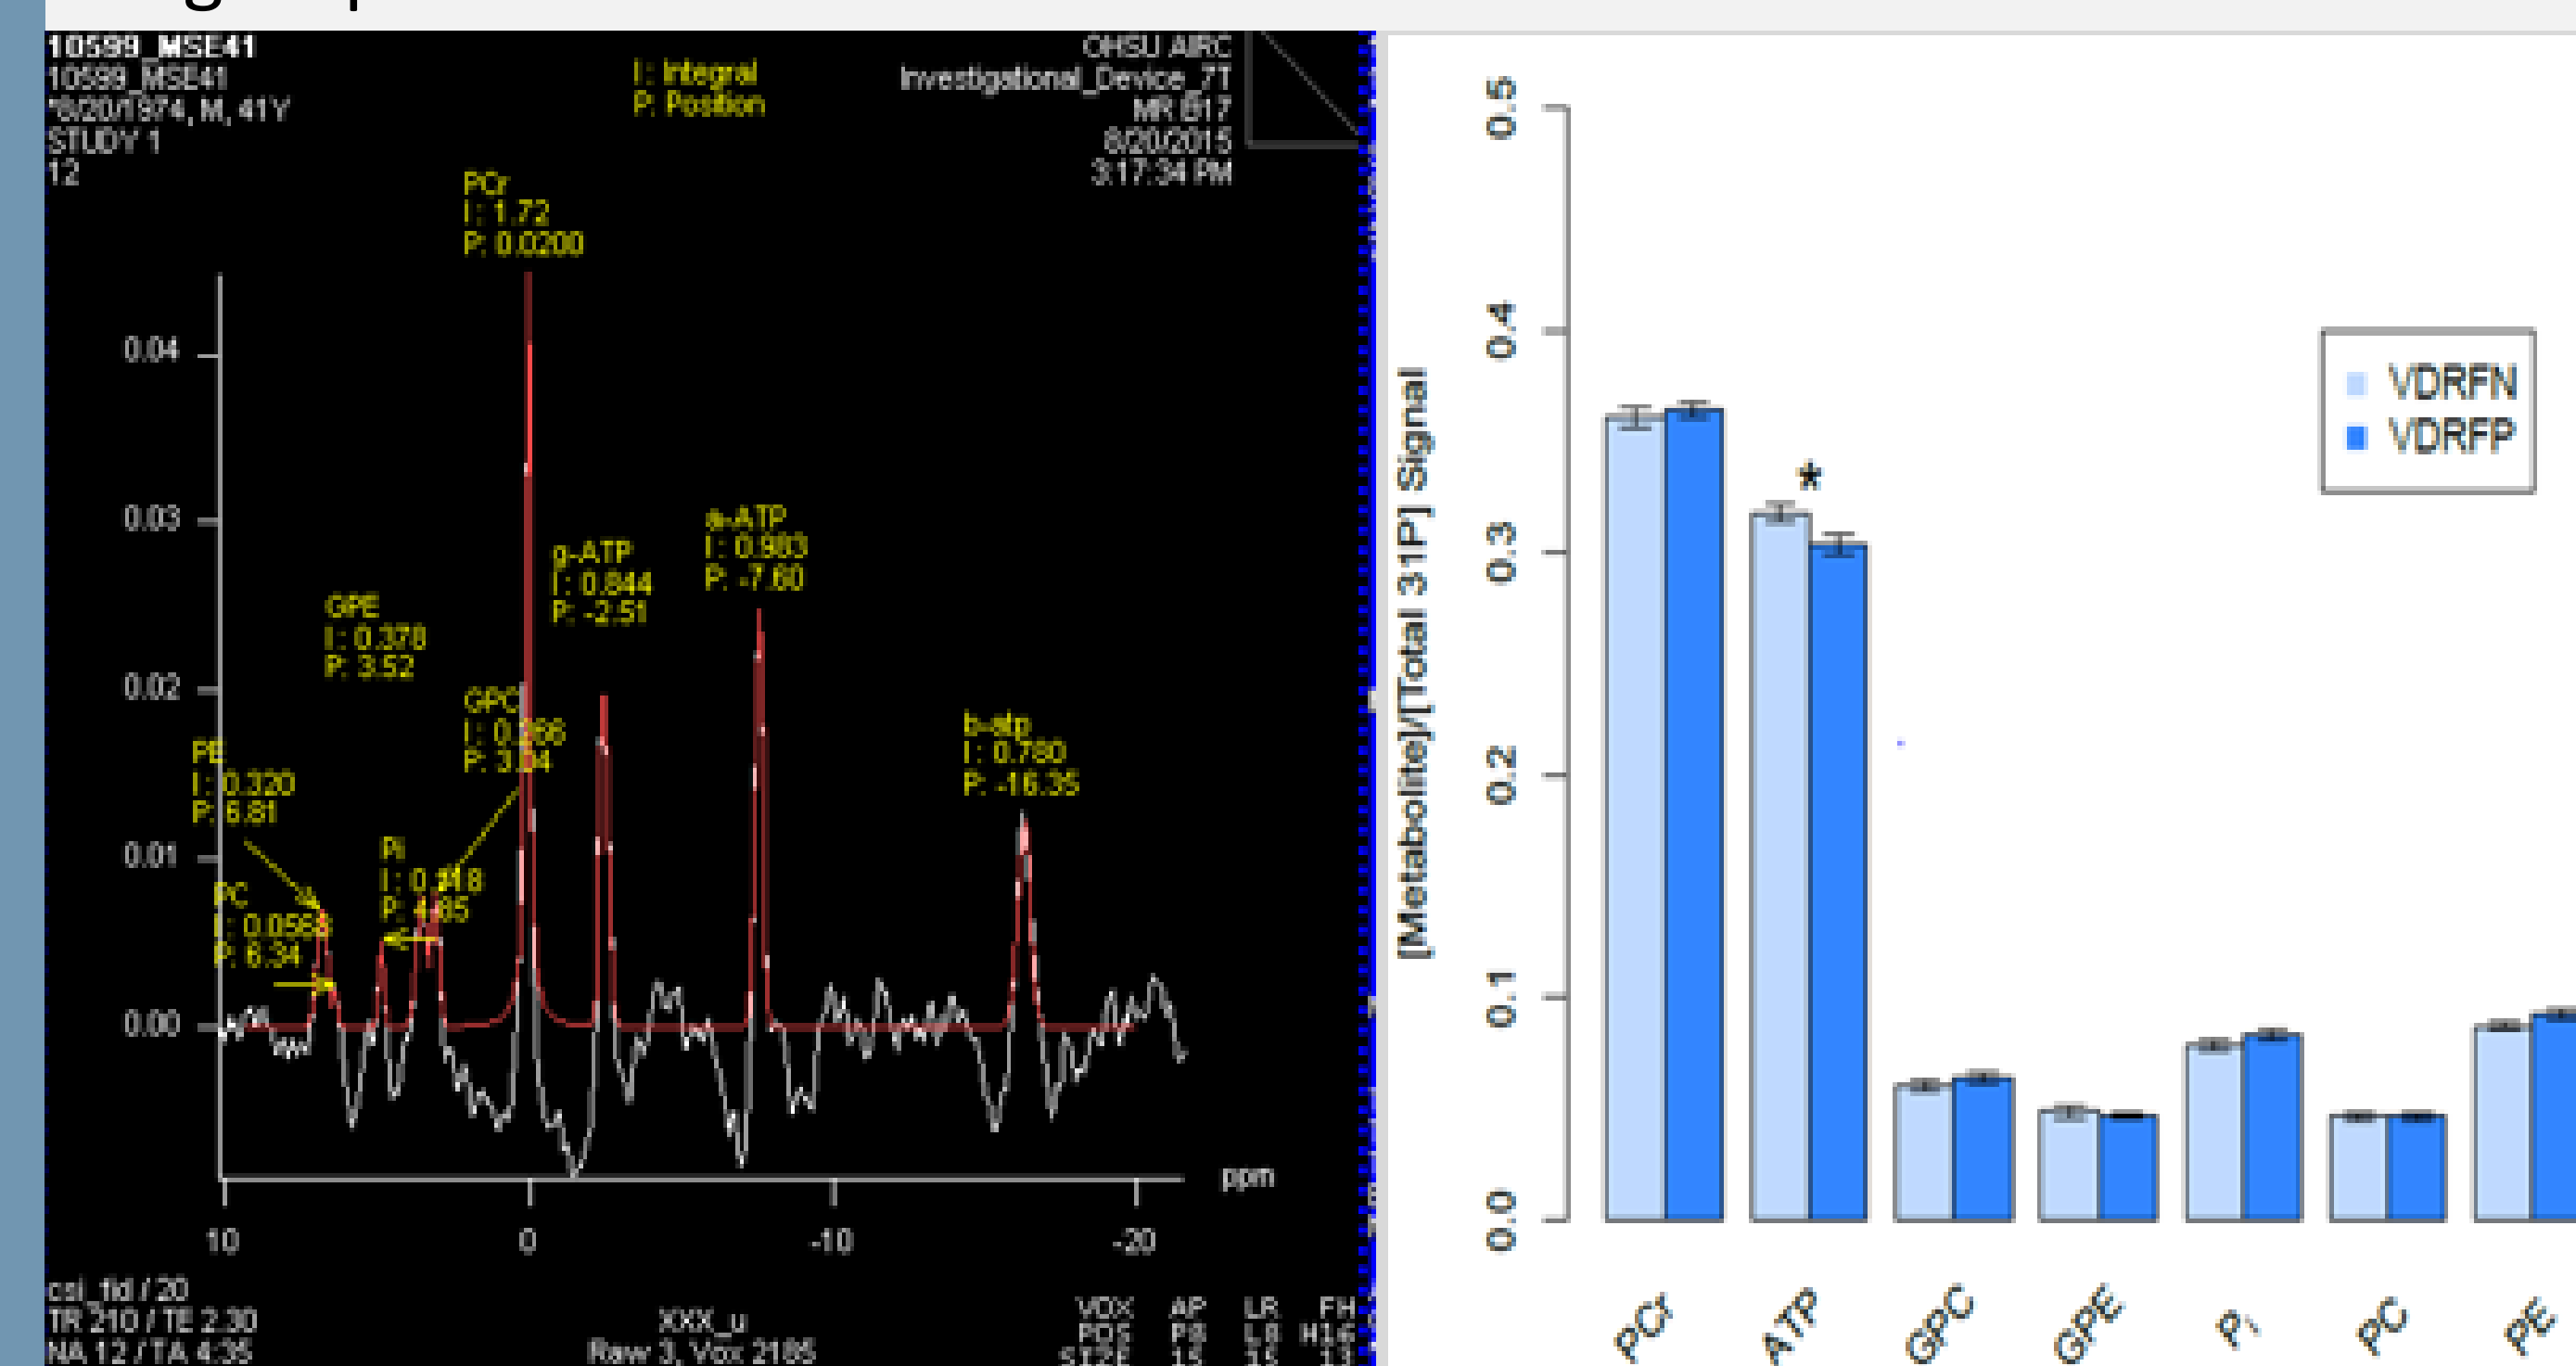 10599_MSE41
10599_MSE41
*8/20/1974, M, 41Y
STUDY 1
12
I: Integral
P: Position
OHSU AIRC
Investigational_Device_7T
MR B17
8/20/2015
3:17:34 PM
PCr
I: 1.72
P: 0.0200
a-ATP
I: 0.983
P: -7.60
g-ATP
I: 0.844
P: -2.51
GPE
I: 0.378
P: 3.52
GPC
P: 3.04
b-atp
I: 0.780
P: -16.35
PE
I: 0.320
P: 6.81
Pi
P: 4.85
PC
I: 0.0568
P: 6.34
0.04
0.03
0.02
0.01
0.00
ppm
10
0
-10
-20
csi_fid / 20
TR 210 / TE 2.30
NA 12 / TA 4:35
XXX_u
Raw 3, Vox 2185
VOX AP LR FH
POS P8 L8 H16
[Metabolite]/[Total 31P] Signal
0.5
0.4
0.3
0.2
0.1
0.0
VDRFN
VDRFP
*
PCr
ATP
GPC
GPE
Pi
PC
PE